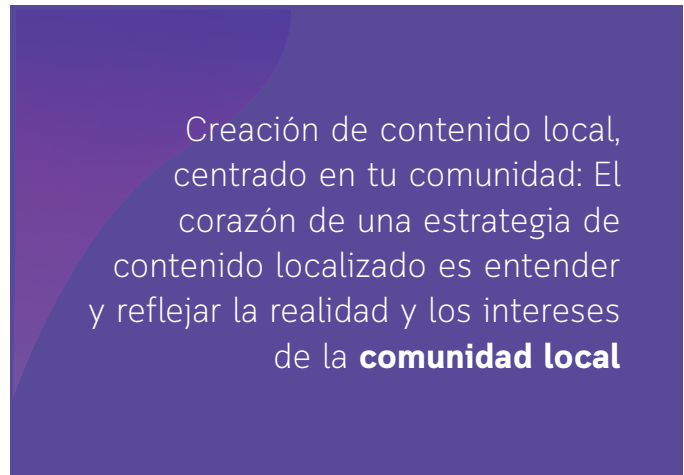 Creación de contenido local,
centrado en tu comunidad: El
corazón de una estrategia de
contenido localizado es entender
y reflejar la realidad y los intereses
de la comunidad local